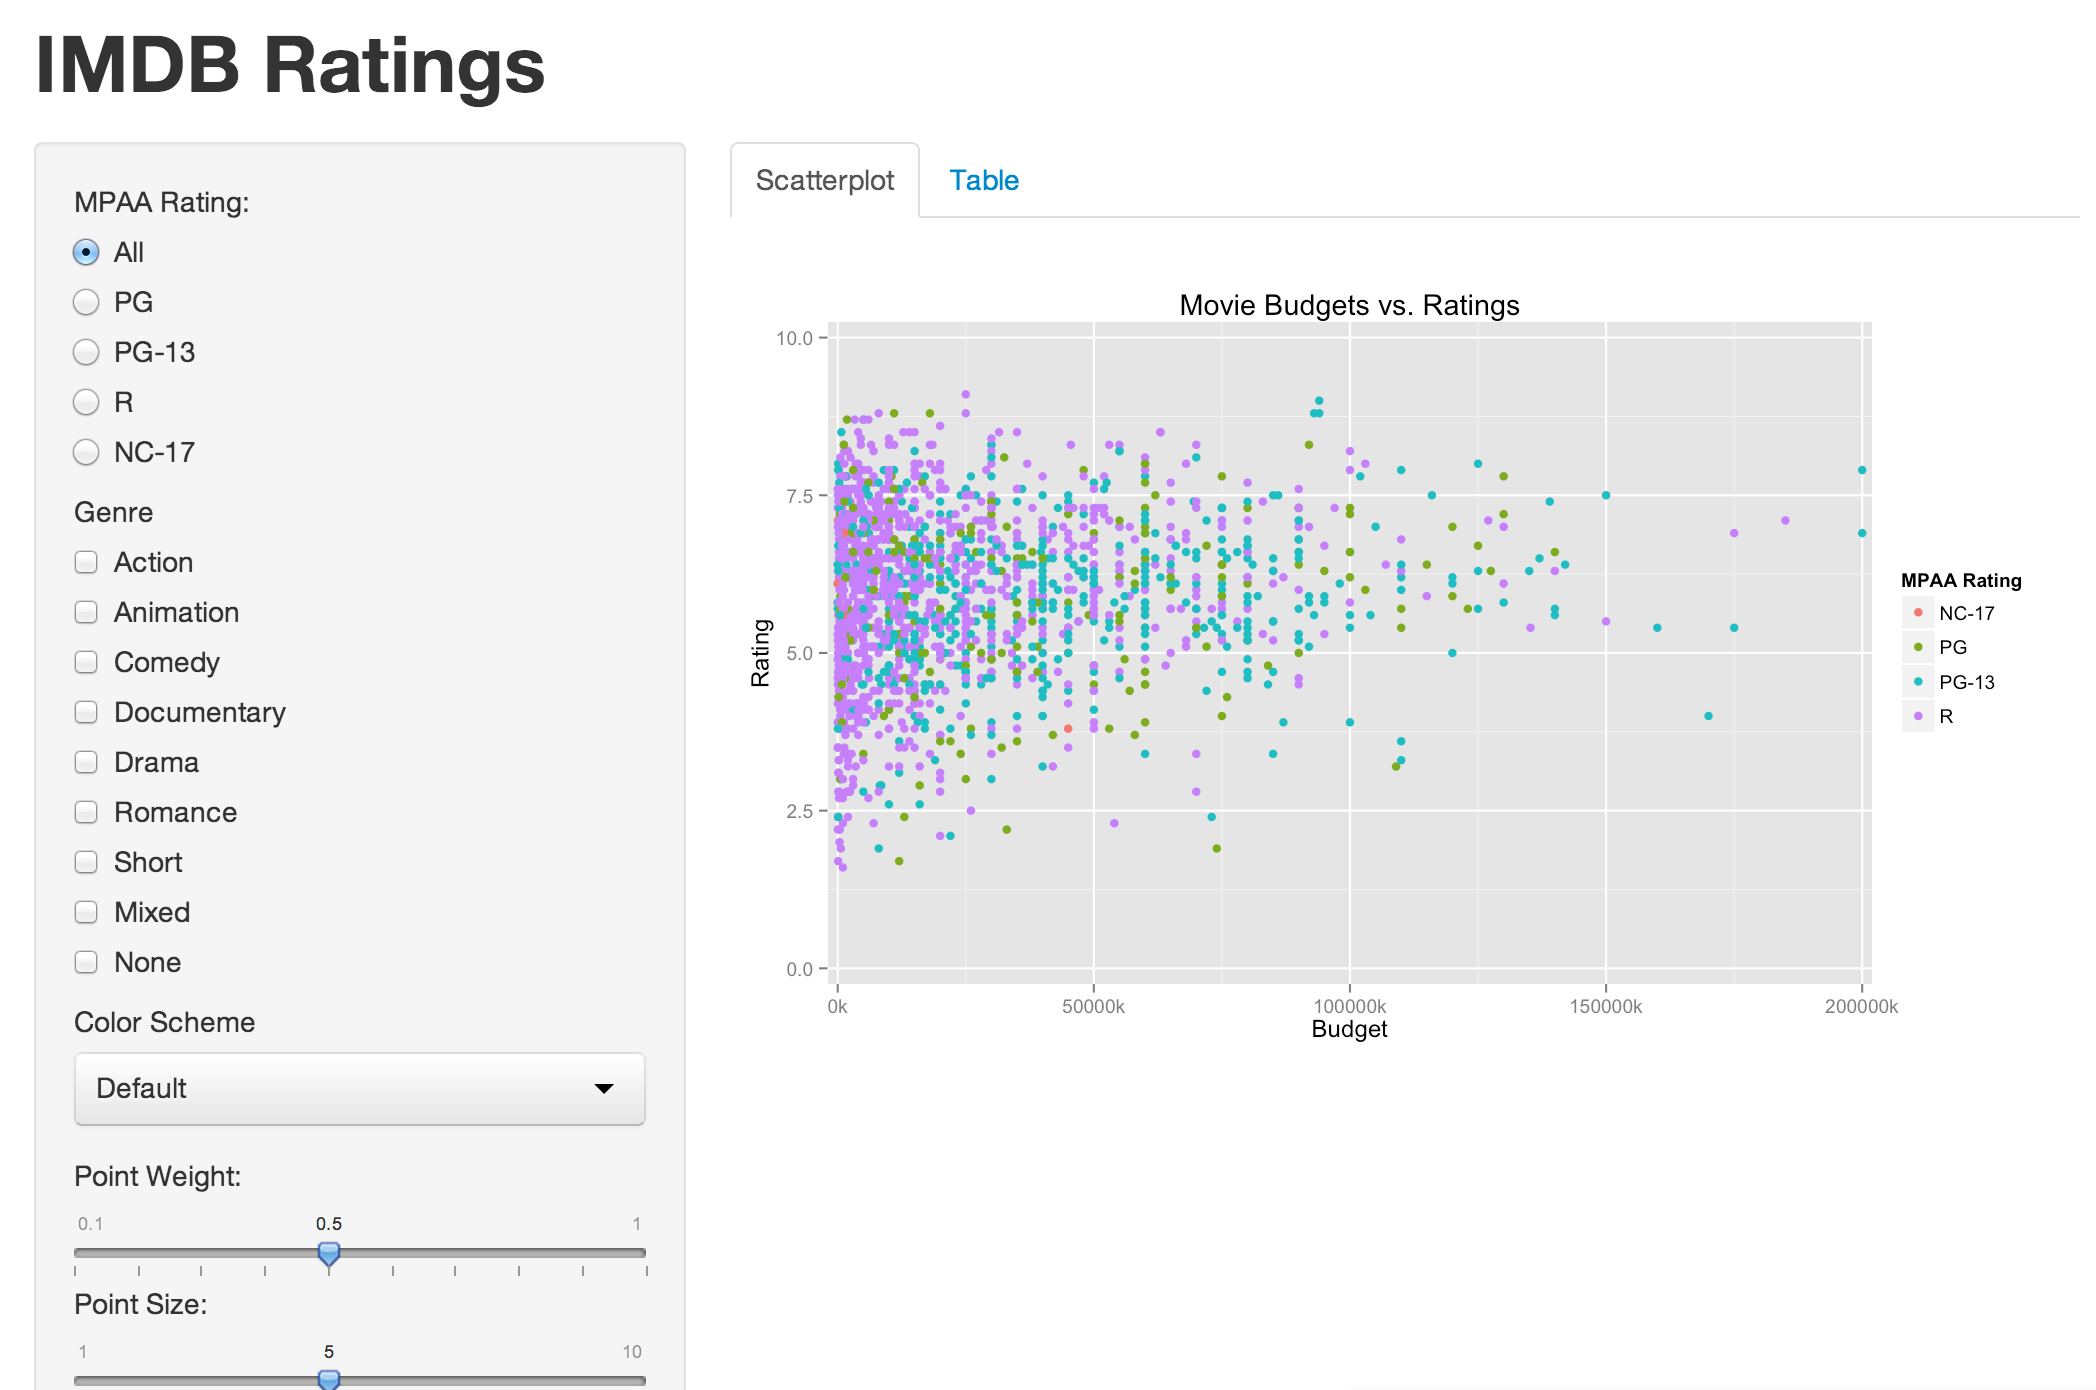 IMDB Ratings
MPAA Rating:
All
PG
PG-13
R
NC-17
Genre
Action
Animation
Comedy
Documentary
Drama
Romance
Short
Mixed
None
Color Scheme
Default
Point Weight:
0.1 0.5 1
Point Size:
1 5 10
Scatterplot Table
Movie Budgets vs. Ratings
10.0
7.5
5.0
2.5
0.0
Rating
0k 50000k 100000k 150000k 200000k
Budget
MPAA Rating
NC-17
PG
PG-13
R